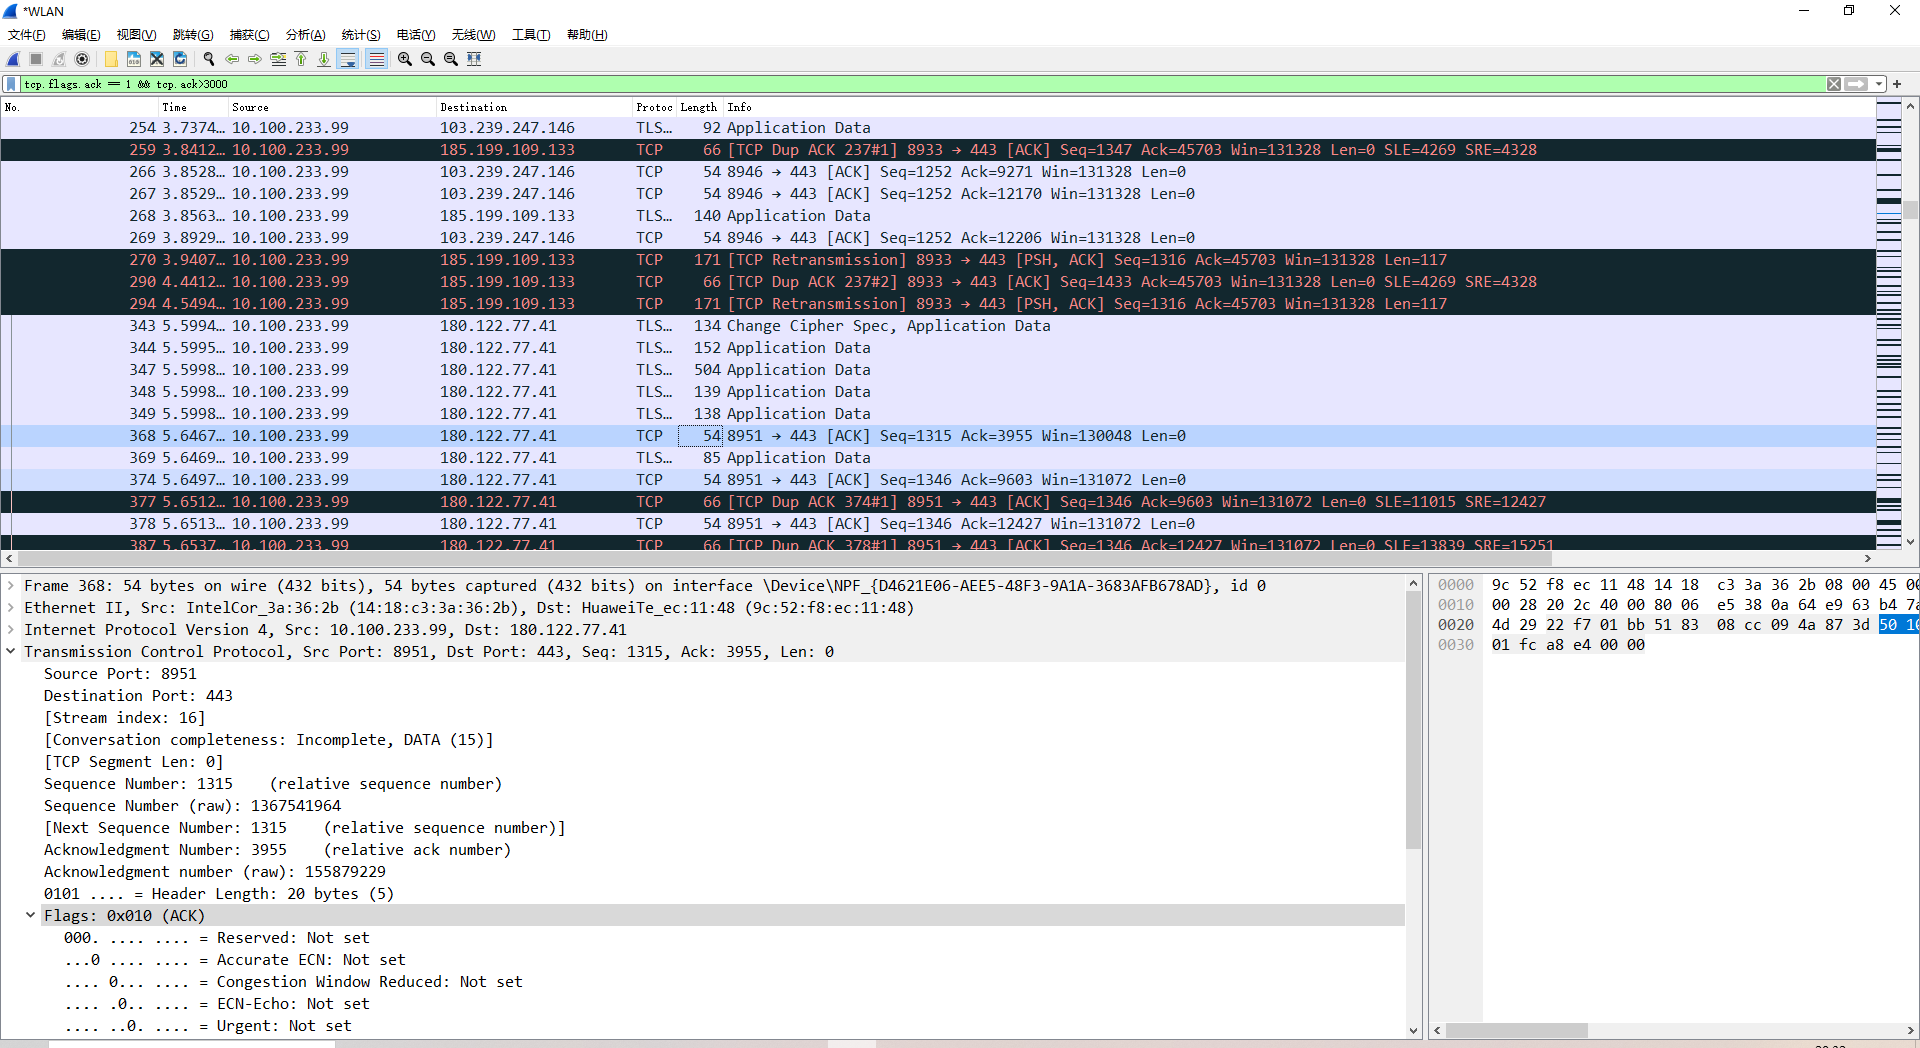 *WLAN
文件(F) 编辑(E) 视图(V) 跳转(G) 捕获(C) 分析(A) 统计(S) 电话(Y) 无线(W) 工具(T) 帮助(H)
tcp.flags.ack == 1 && tcp.ack>3000
No. Time Source Destination Protoc Length Info
254 3.7374… 10.100.233.99 103.239.247.146 TLS… 92 Application Data
259 3.8412… 10.100.233.99 185.199.109.133 TCP 66 [TCP Dup ACK 237#1] 8933 → 443 [ACK] Seq=1347 Ack=45703 Win=131328 Len=0 SLE=4269 SRE=4328
266 3.8528… 10.100.233.99 103.239.247.146 TCP 54 8946 → 443 [ACK] Seq=1252 Ack=9271 Win=131328 Len=0
267 3.8529… 10.100.233.99 103.239.247.146 TCP 54 8946 → 443 [ACK] Seq=1252 Ack=12170 Win=131328 Len=0
268 3.8563… 10.100.233.99 185.199.109.133 TLS… 140 Application Data
269 3.8929… 10.100.233.99 103.239.247.146 TCP 54 8946 → 443 [ACK] Seq=1252 Ack=12206 Win=131328 Len=0
270 3.9407… 10.100.233.99 185.199.109.133 TCP 171 [TCP Retransmission] 8933 → 443 [PSH, ACK] Seq=1316 Ack=45703 Win=131328 Len=117
290 4.4412… 10.100.233.99 185.199.109.133 TCP 66 [TCP Dup ACK 237#2] 8933 → 443 [ACK] Seq=1433 Ack=45703 Win=131328 Len=0 SLE=4269 SRE=4328
294 4.5494… 10.100.233.99 185.199.109.133 TCP 171 [TCP Retransmission] 8933 → 443 [PSH, ACK] Seq=1316 Ack=45703 Win=131328 Len=117
343 5.5994… 10.100.233.99 180.122.77.41 TLS… 134 Change Cipher Spec, Application Data
344 5.5995… 10.100.233.99 180.122.77.41 TLS… 152 Application Data
347 5.5998… 10.100.233.99 180.122.77.41 TLS… 504 Application Data
348 5.5998… 10.100.233.99 180.122.77.41 TLS… 139 Application Data
349 5.5998… 10.100.233.99 180.122.77.41 TLS… 138 Application Data
368 5.6467… 10.100.233.99 180.122.77.41 TCP 54 8951 → 443 [ACK] Seq=1315 Ack=3955 Win=130048 Len=0
369 5.6469… 10.100.233.99 180.122.77.41 TLS… 85 Application Data
374 5.6497… 10.100.233.99 180.122.77.41 TCP 54 8951 → 443 [ACK] Seq=1346 Ack=9603 Win=131072 Len=0
377 5.6512… 10.100.233.99 180.122.77.41 TCP 66 [TCP Dup ACK 374#1] 8951 → 443 [ACK] Seq=1346 Ack=9603 Win=131072 Len=0 SLE=11015 SRE=12427
378 5.6513… 10.100.233.99 180.122.77.41 TCP 54 8951 → 443 [ACK] Seq=1346 Ack=12427 Win=131072 Len=0
387 5.6537… 10.100.233.99 180.122.77.41 TCP 66 [TCP Dup ACK 378#1] 8951 → 443 [ACK] Seq=1346 Ack=12427 Win=131072 Len=0 SLE=13839 SRE=15251
Frame 368: 54 bytes on wire (432 bits), 54 bytes captured (432 bits) on interface \Device\NPF_{D4621E06-AEE5-48F3-9A1A-3683AFB678AD}, id 0
Ethernet II, Src: IntelCor_3a:36:2b (14:18:c3:3a:36:2b), Dst: HuaweiTe_ec:11:48 (9c:52:f8:ec:11:48)
Internet Protocol Version 4, Src: 10.100.233.99, Dst: 180.122.77.41
Transmission Control Protocol, Src Port: 8951, Dst Port: 443, Seq: 1315, Ack: 3955, Len: 0
Source Port: 8951
Destination Port: 443
[Stream index: 16]
[Conversation completeness: Incomplete, DATA (15)]
[TCP Segment Len: 0]
Sequence Number: 1315 (relative sequence number)
Sequence Number (raw): 1367541964
[Next Sequence Number: 1315 (relative sequence number)]
Acknowledgment Number: 3955 (relative ack number)
Acknowledgment number (raw): 155879229
0101 .... = Header Length: 20 bytes (5)
Flags: 0x010 (ACK)
000. .... .... = Reserved: Not set
...0 .... .... = Accurate ECN: Not set
.... 0... .... = Congestion Window Reduced: Not set
.... .0.. .... = ECN-Echo: Not set
.... ..0. .... = Urgent: Not set
0000 9c 52 f8 ec 11 48 14 18 c3 3a 36 2b 08 00 45 00
0010 00 28 20 2c 40 00 80 06 e5 38 0a 64 e9 63 b4 7a
0020 4d 29 22 f7 01 bb 51 83 08 cc 09 4a 87 3d 50 10
0030 01 fc a8 e4 00 00